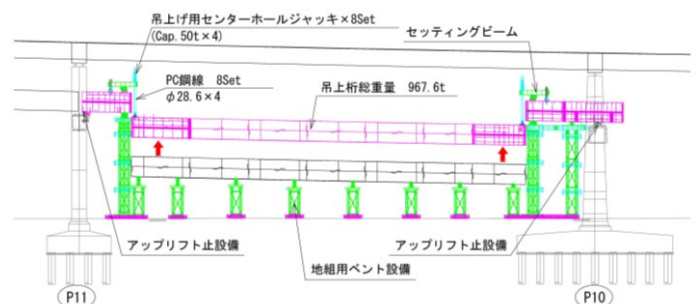 吊上げ用センターホールジャッキ×8Set
(Cap.50t×4)
セッティングビーム
PC鋼線 8Set
φ28.6×4
吊上桁総重量 967.6t
アップリフト止設備
アップリフト止設備
地組用ベント設備
P11
P10